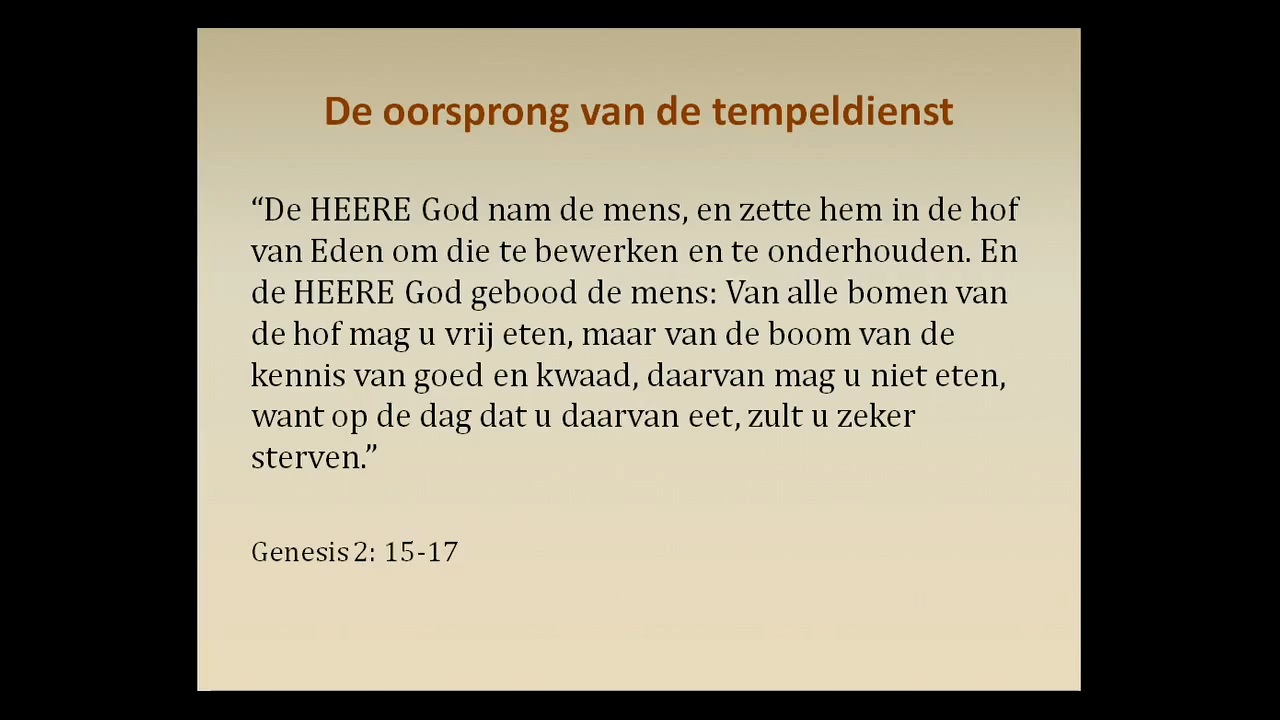 De oorsprong van de tempeldienst
“De HEERE God nam de mens, en zette hem in de hof
van Eden om die te bewerken en te onderhouden. En
de HEERE God gebood de mens: Van alle bomen van
de hof mag u vrij eten, maar van de boom van de
kennis van goed en kwaad, daarvan mag u niet eten,
want op de dag dat u daarvan eet, zult u zeker
sterven.”
Genesis 2: 15-17